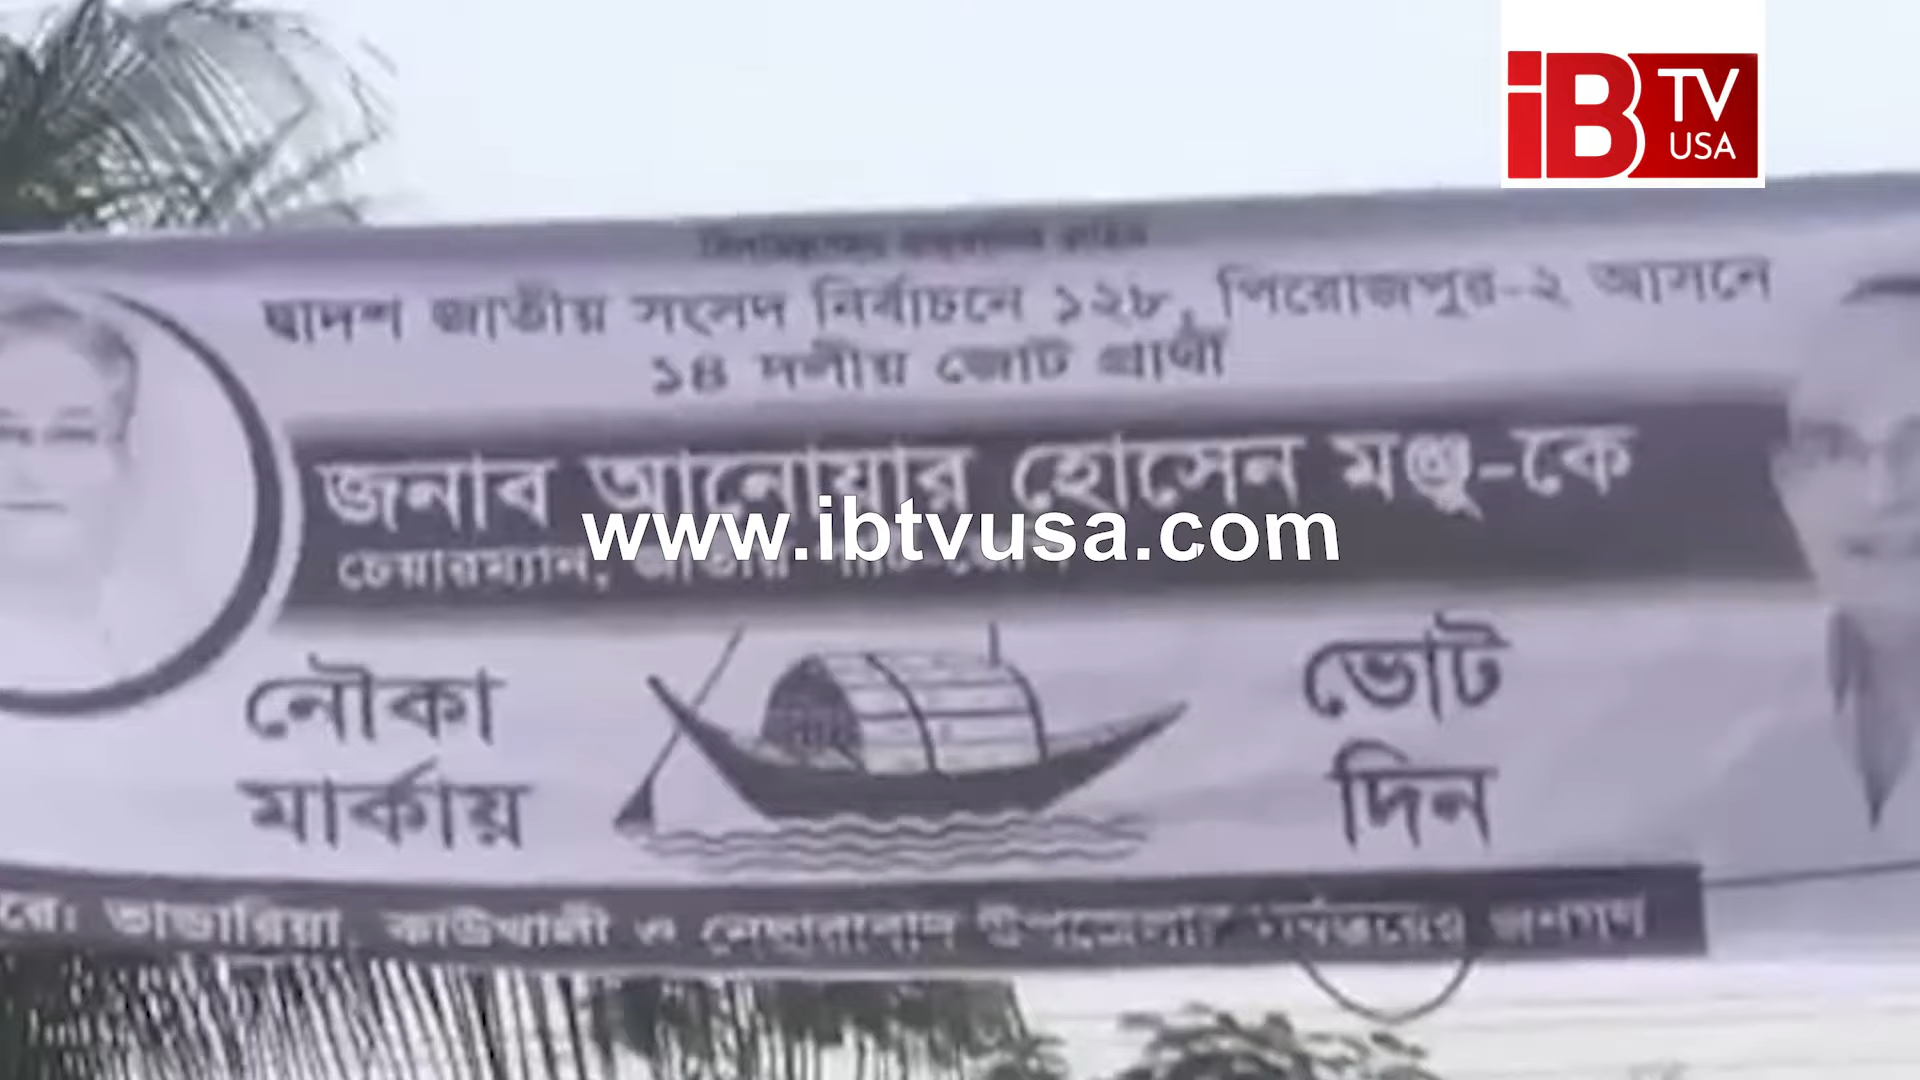 iB TV USA
দ্বাদশ জাতীয় সংসদ নির্বাচনে ১২৮, পিরোজপুর-২ আসনে
১৪ দলীয় জোট প্রার্থী
জনাব আনোয়ার হোসেন মঞ্জু-কে
www.ibtvusa.com
চেয়ারম্যান, জাতীয়
নৌকা মার্কায়
ভোট দিন
ভান্ডারিয়া, কাউখালী ও নেছারাবাদ উপজেলার সর্বস্তরের জনগণ